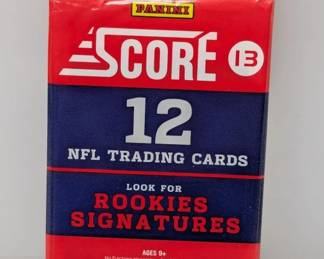 PANINI
SCORE 13
12
NFL TRADING CARDS
LOOK FOR
ROOKIES
SIGNATURES
AGES 9+